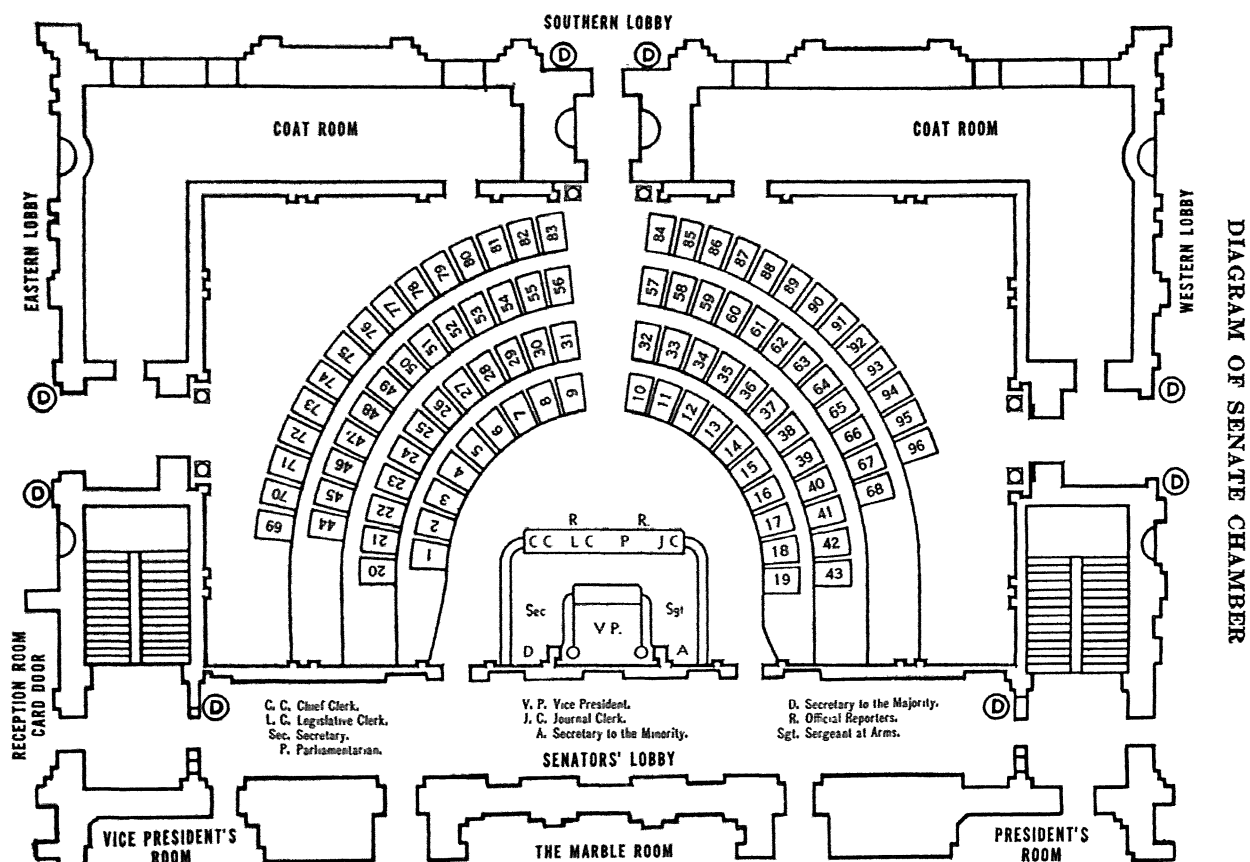 SOUTHERN LOBBY
D D
COAT ROOM
COAT ROOM
EASTERN LOBBY
WESTERN LOBBY
DIAGRAM OF SENATE CHAMBER
69 70 71 72 73 74 75 76 77 78 79 80 81 82 83
84 85 86 87 88 89 90 91 92 93 94 95 96
44 45 46 47. 48 49 50 51 52 53 54 55 56
57 58 59 60 61 62 63 64 65 66 67 68
20 21 22 23 24 25 26 27 28 29 30 31
32 33 34 35 36 37 38 39 40 41 42 43
1 2 3 4 5 6 7 8 9
10 11 12 13 14 15 16 17 18 19
D D
D D
R R.
C C L C P J C
Sec Sgt
V P.
D A
RECEPTION ROOM
CARD DOOR
D D
C. C. Chief Clerk.
L. C. Legislative Clerk.
Sec. Secretary.
P. Parliamentarian.
V. P. Vice President.
J. C. Journal Clerk.
A. Secretary to the Minority.
D. Secretary to the Majority.
R. Official Reporters.
Sgt. Sergeant at Arms.
SENATORS' LOBBY
VICE PRESIDENT'S
ROOM
THE MARBLE ROOM
PRESIDENT'S
ROOM